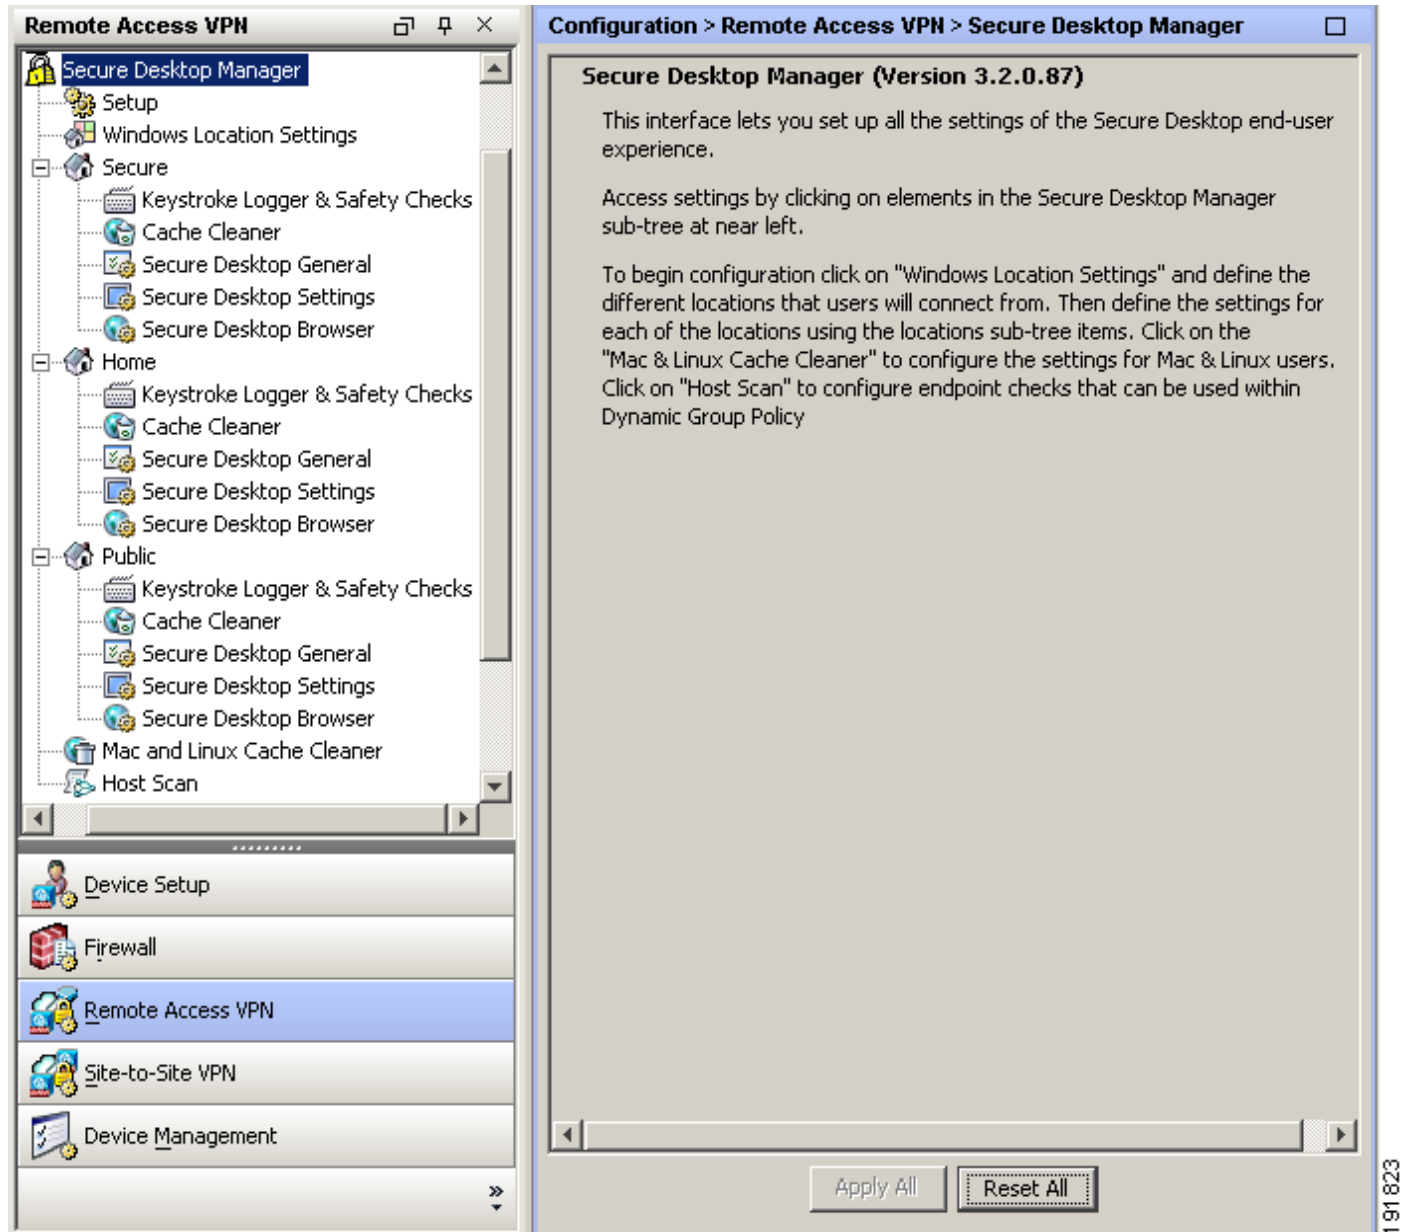 Remote Access VPN
Secure Desktop Manager
Setup
Windows Location Settings
Secure
Keystroke Logger & Safety Checks
Cache Cleaner
Secure Desktop General
Secure Desktop Settings
Secure Desktop Browser
Home
Keystroke Logger & Safety Checks
Cache Cleaner
Secure Desktop General
Secure Desktop Settings
Secure Desktop Browser
Public
Keystroke Logger & Safety Checks
Cache Cleaner
Secure Desktop General
Secure Desktop Settings
Secure Desktop Browser
Mac and Linux Cache Cleaner
Host Scan
Device Setup
Firewall
Remote Access VPN
Site-to-Site VPN
Device Management
Configuration > Remote Access VPN > Secure Desktop Manager
Secure Desktop Manager (Version 3.2.0.87)
This interface lets you set up all the settings of the Secure Desktop end-user
experience.
Access settings by clicking on elements in the Secure Desktop Manager
sub-tree at near left.
To begin configuration click on "Windows Location Settings" and define the
different locations that users will connect from. Then define the settings for
each of the locations using the locations sub-tree items. Click on the
"Mac & Linux Cache Cleaner" to configure the settings for Mac & Linux users.
Click on "Host Scan" to configure endpoint checks that can be used within
Dynamic Group Policy
Apply All
Reset All
191823